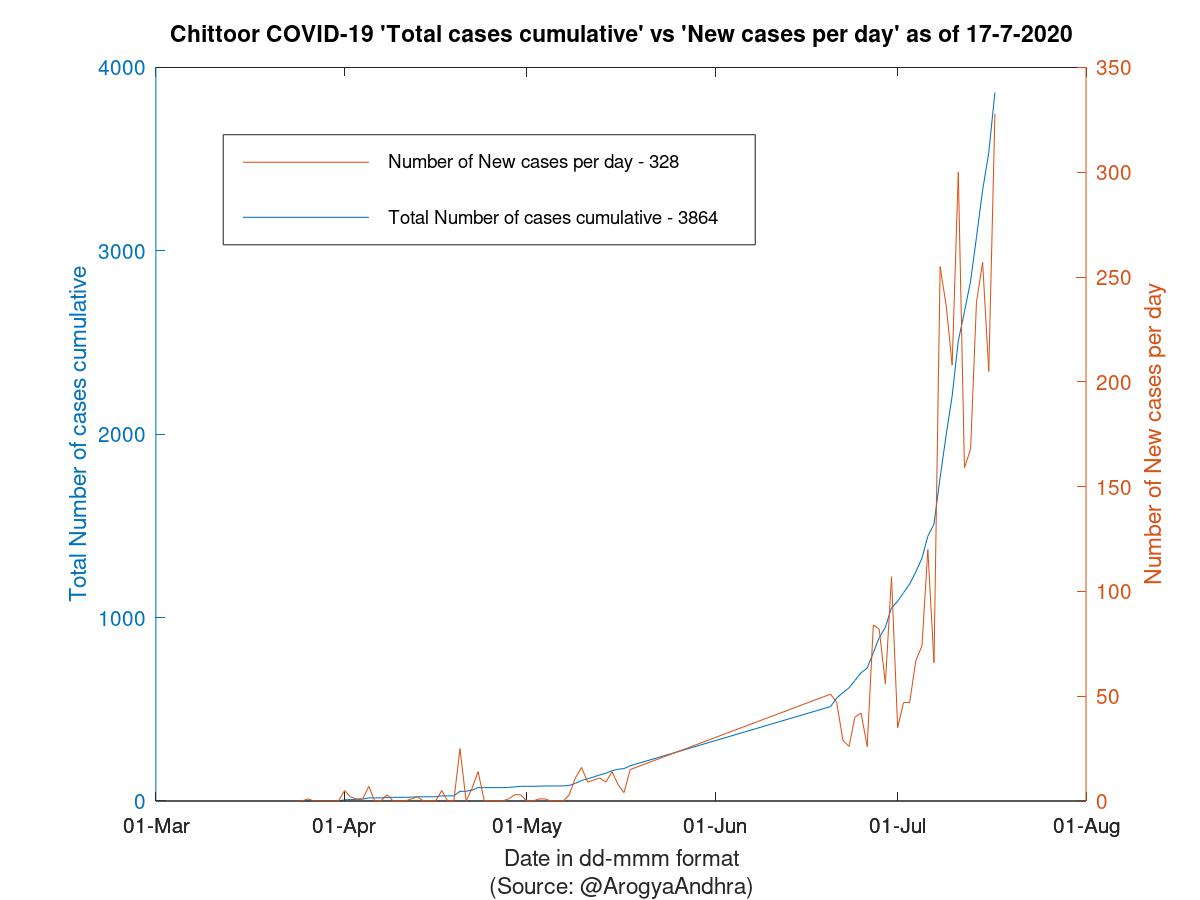 Chittoor COVID-19 'Total cases cumulative' vs 'New cases per day' as of 17-7-2020
4000
3000
2000
1000
0
Total Number of cases cumulative
Number of New cases per day - 328
Total Number of cases cumulative - 3864
350
300
250
200
150
100
50
0
Number of New cases per day
01-Mar 01-Apr 01-May 01-Jun 01-Jul 01-Aug
Date in dd-mmm format
(Source: @ArogyaAndhra)